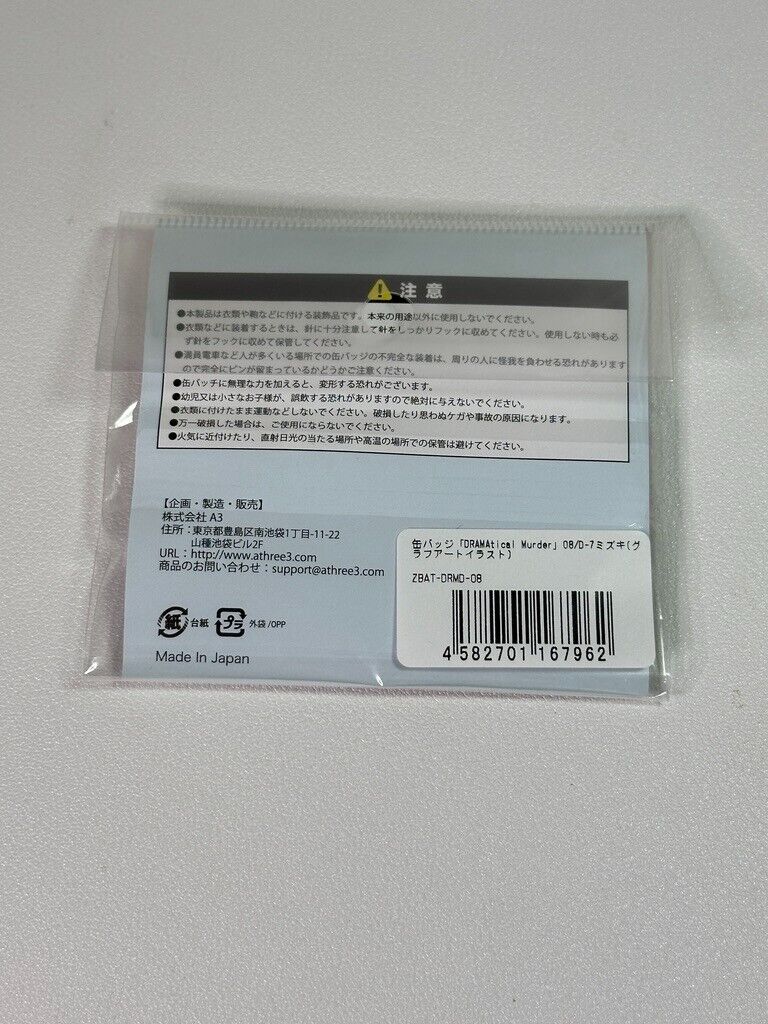 注意
●本製品は衣類や鞄などに付ける装飾品です。本来の用途以外に使用しないでください。
●衣類などに装着するときは、針に十分注意して針をしっかりフックに収めてください。使用しない時も必
ず針をフックに収めて保管してください。
●満員電車など人が多くいる場所での缶バッジの不完全な装着は、周りの人に怪我を負わせる恐れがあります
ので完全にピンが留まっているかどうかご注意ください。
●缶バッチに無理な力を加えると、変形する恐れがございます。
●幼児又は小さなお子様が、誤飲する恐れがありますので絶対に与えないでください。
●衣類に付けたまま運動などしないでください。破損したり思わぬケガや事故の原因になります。
●万一破損した場合は、ご使用にならないでください。
●火気に近付けたり、直射日光の当たる場所や高温の場所での保管は避けてください。
【企画・製造・販売】
株式会社 A3
住所：東京都豊島区南池袋1丁目-11-22
山種池袋ビル2F
URL：http://www.athree3.com
商品のお問い合わせ：support@athree3.com
紙 台紙 プラ 外袋/OPP
Made In Japan
缶バッジ「DRAMAtical Murder」08/D-7ミズキ(グ
ラフアートイラスト)
ZBAT-DRMD-08
4 582701 167962